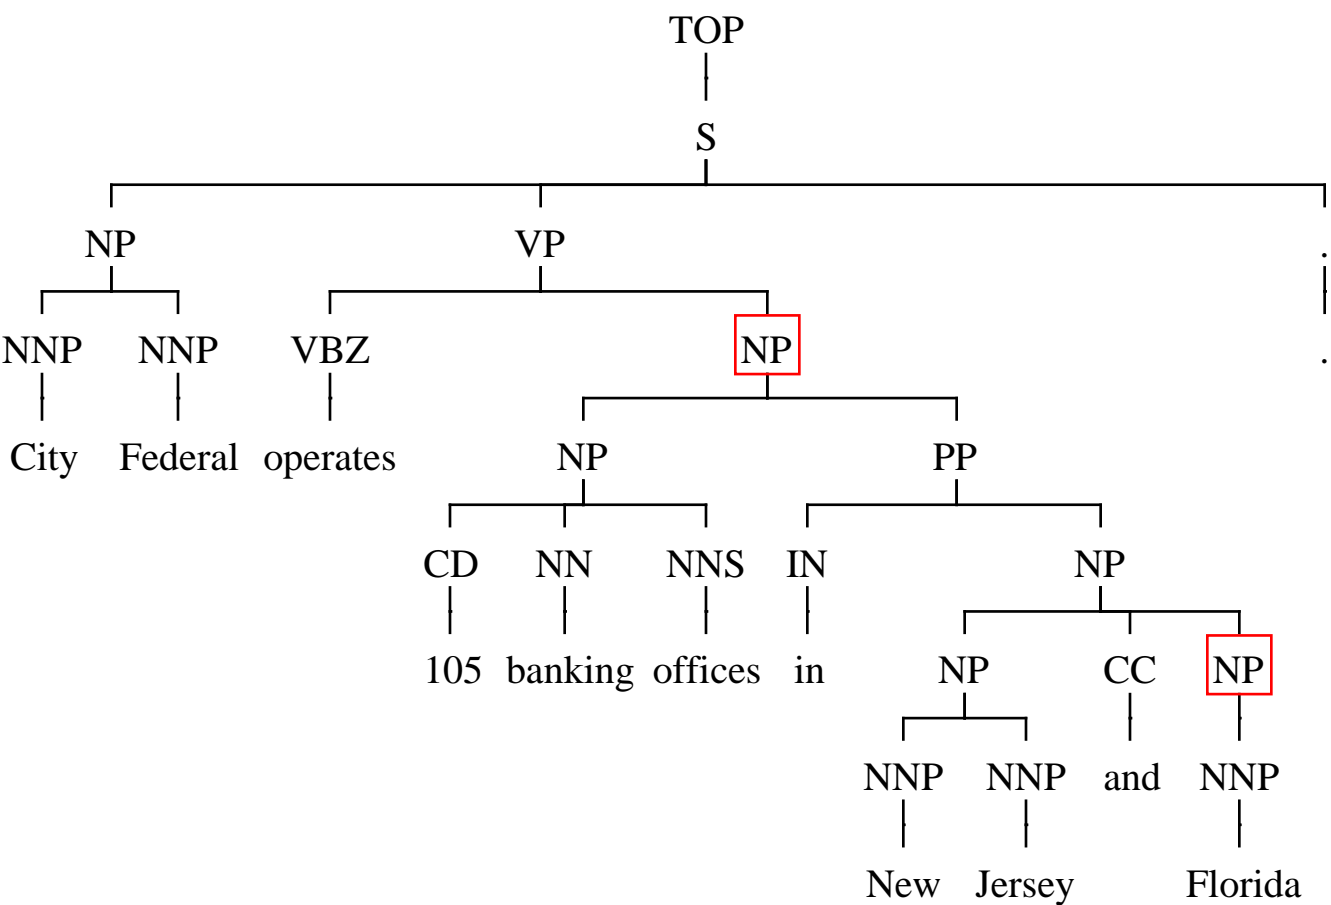 TOP
S
NP VP .
NNP NNP VBZ NP .
City Federal operates NP PP
CD NN NNS IN NP
105 banking offices in NP CC NP
NNP NNP and NNP
New Jersey Florida